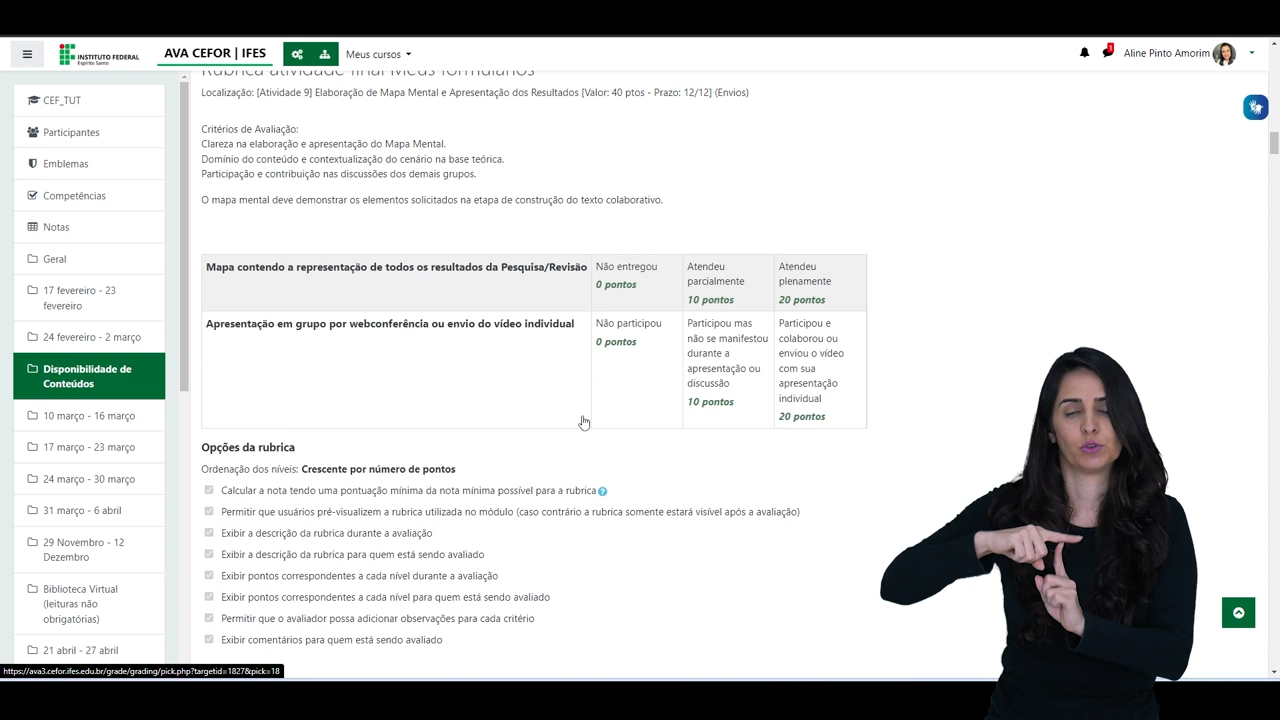 INSTITUTO FEDERAL
Espírito Santo
AVA CEFOR | IFES
Meus cursos
1
Aline Pinto Amorim
CEF_TUT
Participantes
Emblemas
Competências
Notas
Geral
17 fevereiro - 23
fevereiro
24 fevereiro - 2 março
Disponibilidade de
Conteúdos
10 março - 16 março
17 março - 23 março
24 março - 30 março
31 março - 6 abril
29 Novembro - 12
Dezembro
Biblioteca Virtual
(leituras não
obrigatórias)
21 abril - 27 abril
Rubrica atividade final Meus formulários
Localização: [Atividade 9] Elaboração de Mapa Mental e Apresentação dos Resultados [Valor: 40 ptos - Prazo: 12/12] (Envios)
Critérios de Avaliação:
Clareza na elaboração e apresentação do Mapa Mental.
Domínio do conteúdo e contextualização do cenário na base teórica.
Participação e contribuição nas discussões dos demais grupos.
O mapa mental deve demonstrar os elementos solicitados na etapa de construção do texto colaborativo.
Mapa contendo a representação de todos os resultados da Pesquisa/Revisão
Não entregou
0 pontos
Atendeu
parcialmente
10 pontos
Atendeu
plenamente
20 pontos
Apresentação em grupo por webconferência ou envio do vídeo individual
Não participou
0 pontos
Participou mas
não se manifestou
durante a
apresentação ou
discussão
10 pontos
Participou e
colaborou ou
enviou o vídeo
com sua
apresentação
individual
20 pontos
Opções da rubrica
Ordenação dos níveis: Crescente por número de pontos
Calcular a nota tendo uma pontuação mínima da nota mínima possível para a rubrica
Permitir que usuários pré-visualizem a rubrica utilizada no módulo (caso contrário a rubrica somente estará visível após a avaliação)
Exibir a descrição da rubrica durante a avaliação
Exibir a descrição da rubrica para quem está sendo avaliado
Exibir pontos correspondentes a cada nível durante a avaliação
Exibir pontos correspondentes a cada nível para quem está sendo avaliado
Permitir que o avaliador possa adicionar observações para cada critério
Exibir comentários para quem está sendo avaliado
https://ava3.cefor.ifes.edu.br/grade/grading/pick.php?targetid=1827&pick=18